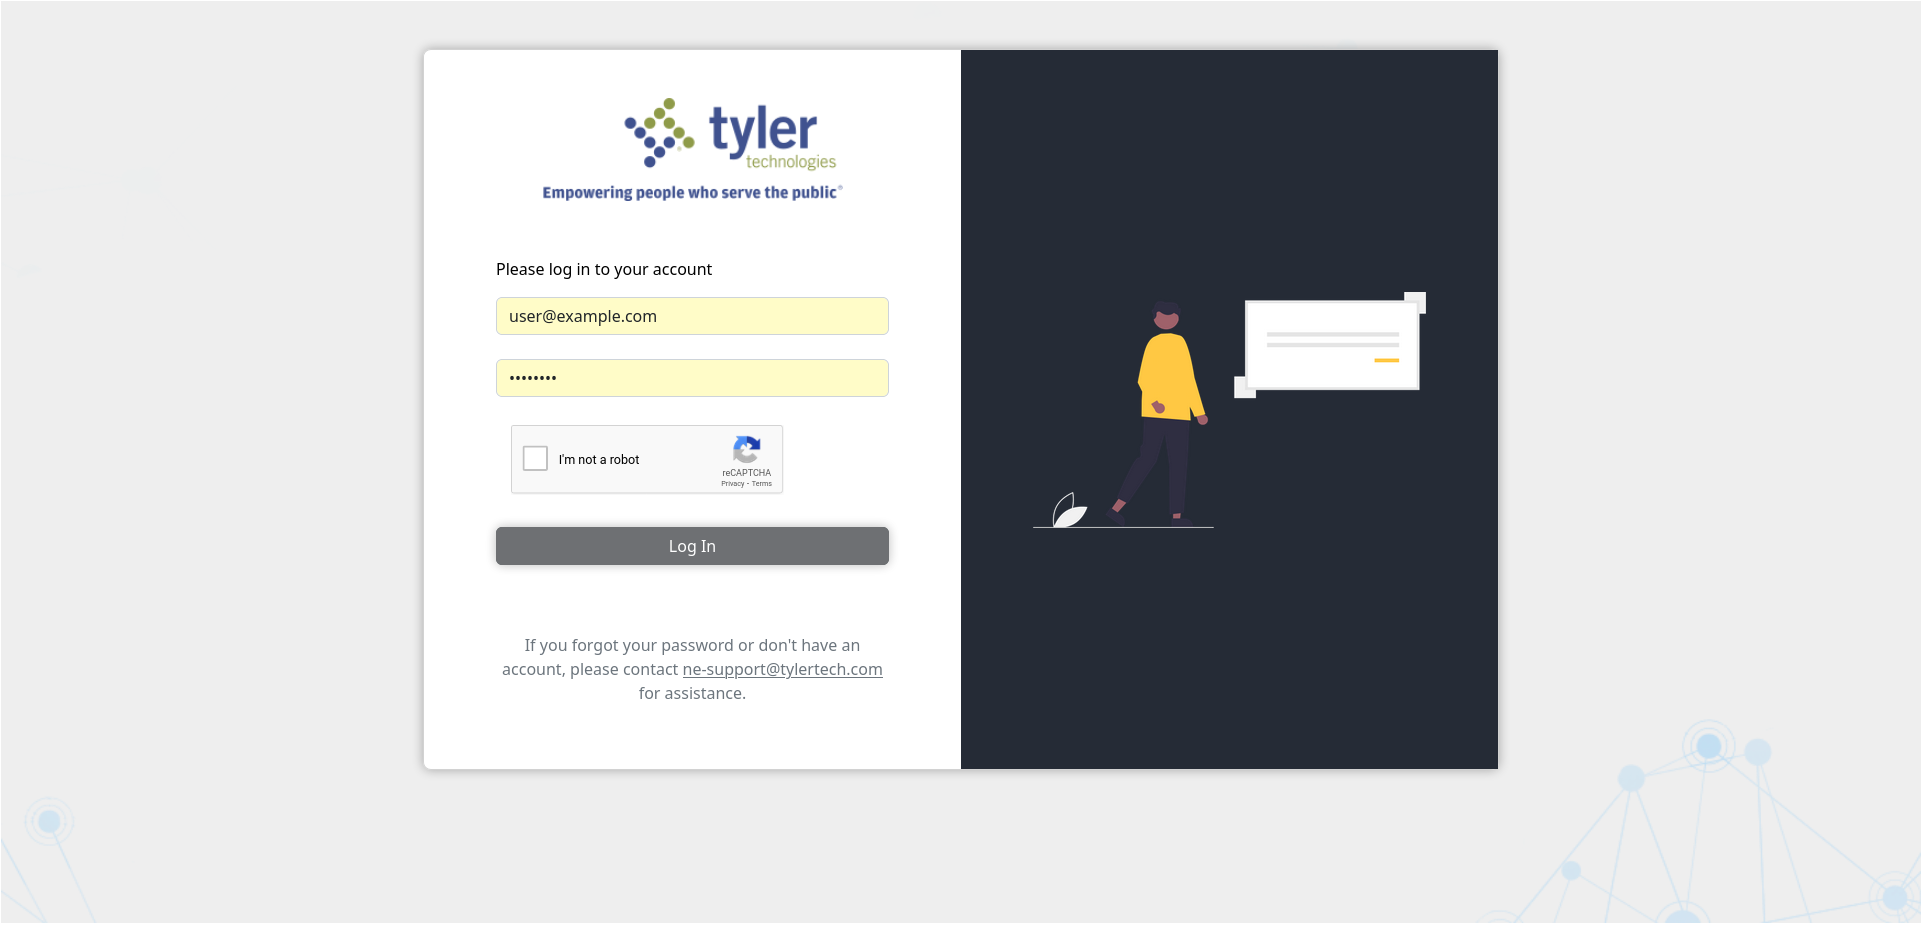 tyler
technologies
Empowering people who serve the public®
Please log in to your account
user@example.com
••••••••
I'm not a robot
reCAPTCHA
Privacy - Terms
Log In
If you forgot your password or don't have an
account, please contact ne-support@tylertech.com
for assistance.